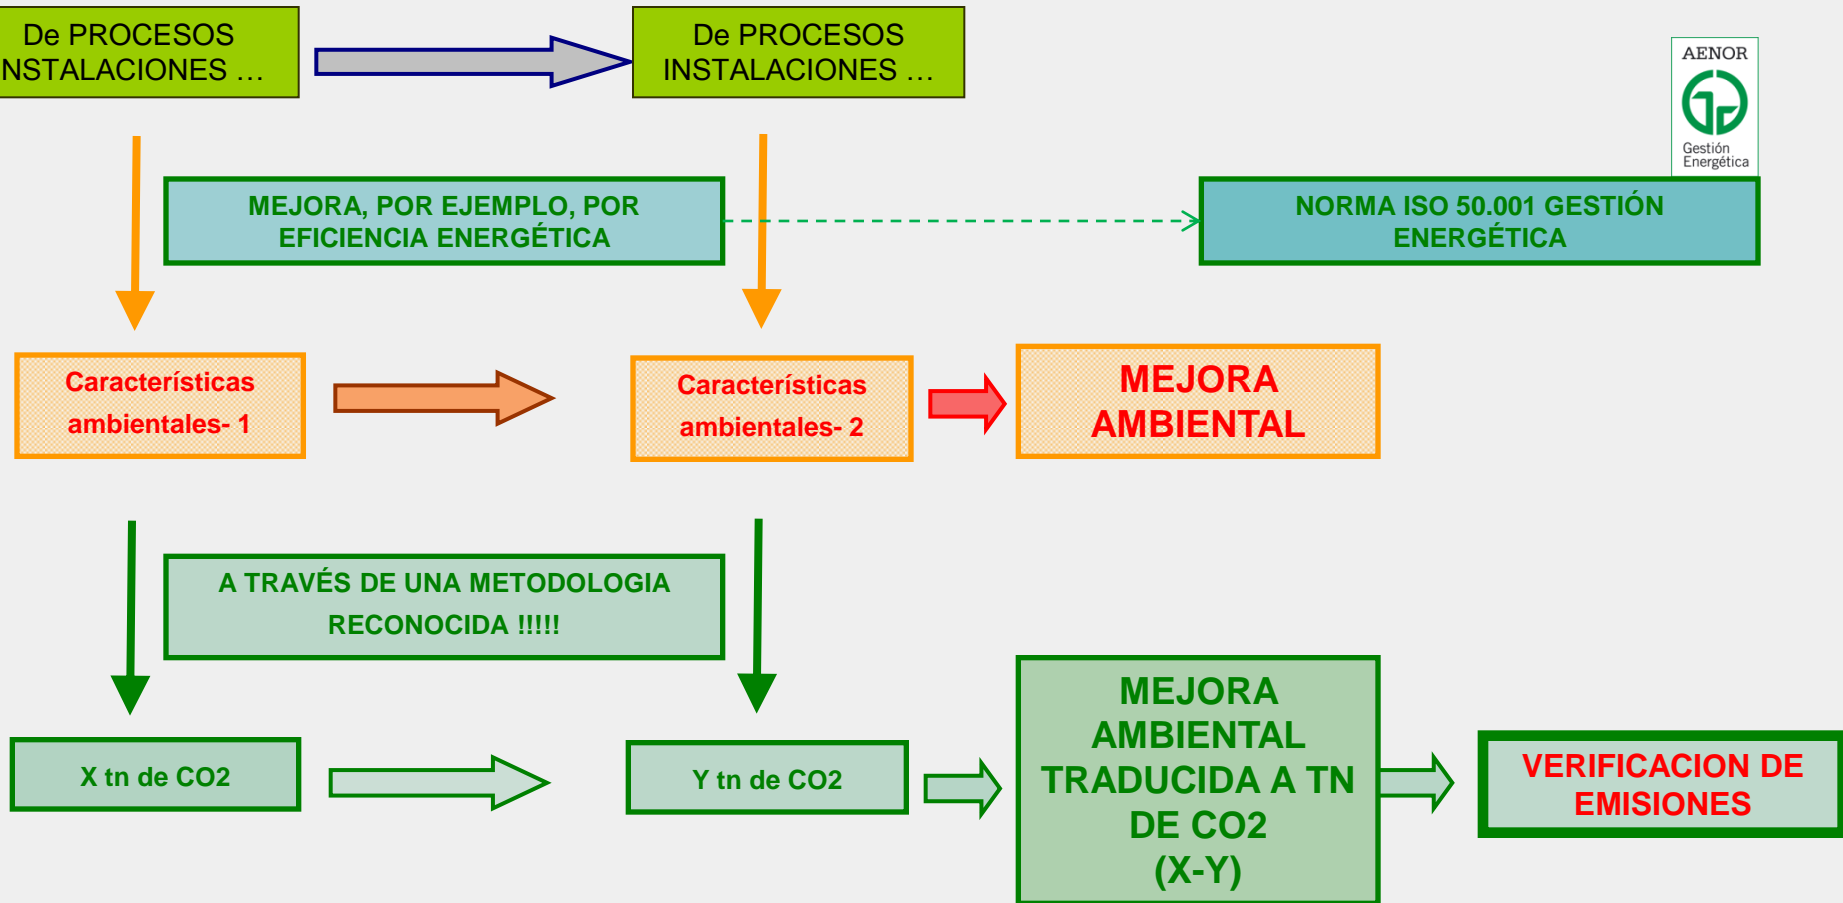 De PROCESOS
NSTALACIONES …
De PROCESOS
INSTALACIONES …
AENOR
Gestión
Energética
MEJORA, POR EJEMPLO, POR
EFICIENCIA ENERGÉTICA
NORMA ISO 50.001 GESTIÓN
ENERGÉTICA
Características
ambientales- 1
Características
ambientales- 2
MEJORA
AMBIENTAL
A TRAVÉS DE UNA METODOLOGIA
RECONOCIDA !!!!!
X tn de CO2
Y tn de CO2
MEJORA
AMBIENTAL
TRADUCIDA A TN
DE CO2
(X-Y)
VERIFICACION DE
EMISIONES